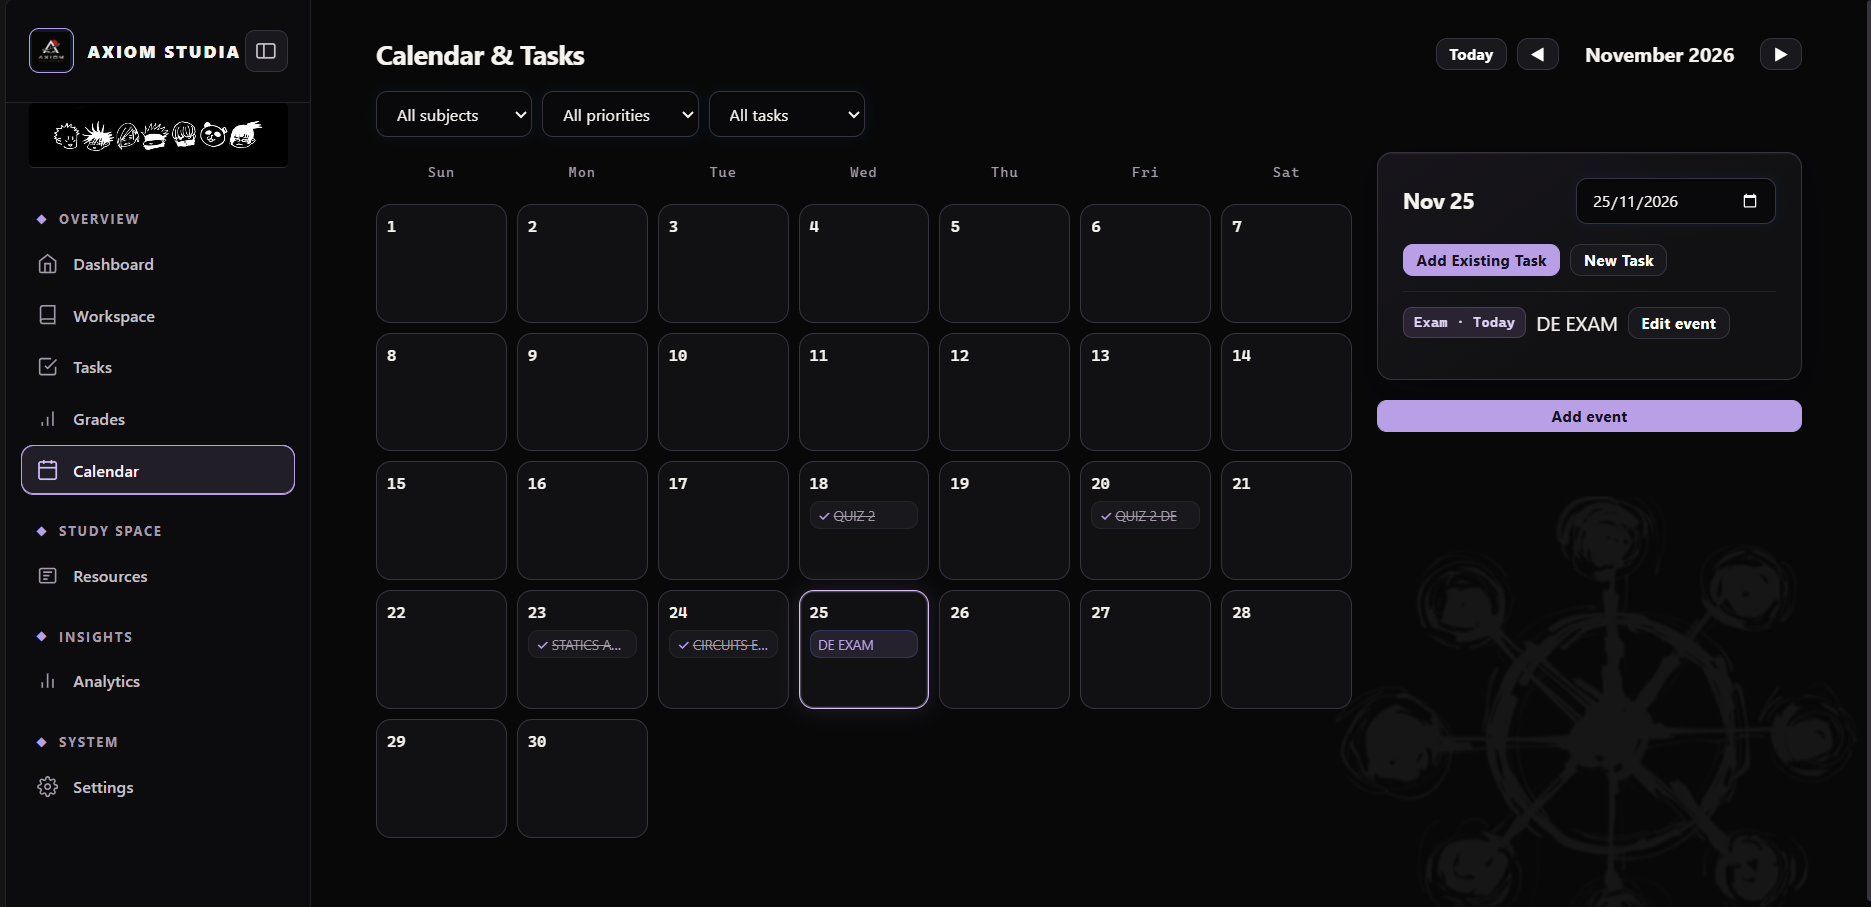 AXIOM STUDIA
OVERVIEW
Dashboard
Workspace
Tasks
Grades
Calendar
STUDY SPACE
Resources
INSIGHTS
Analytics
SYSTEM
Settings
Calendar & Tasks
Today ◀ November 2026 ▶
All subjects All priorities All tasks
Sun Mon Tue Wed Thu Fri Sat
1 2 3 4 5 6 7
8 9 10 11 12 13 14
15 16 17 18 19 20 21
✓ QUIZ 2 ✓ QUIZ 2 DE
22 23 24 25 26 27 28
✓ STATICS A... ✓ CIRCUITS E... DE EXAM
29 30
Nov 25 25/11/2026
Add Existing Task New Task
Exam · Today DE EXAM Edit event
Add event